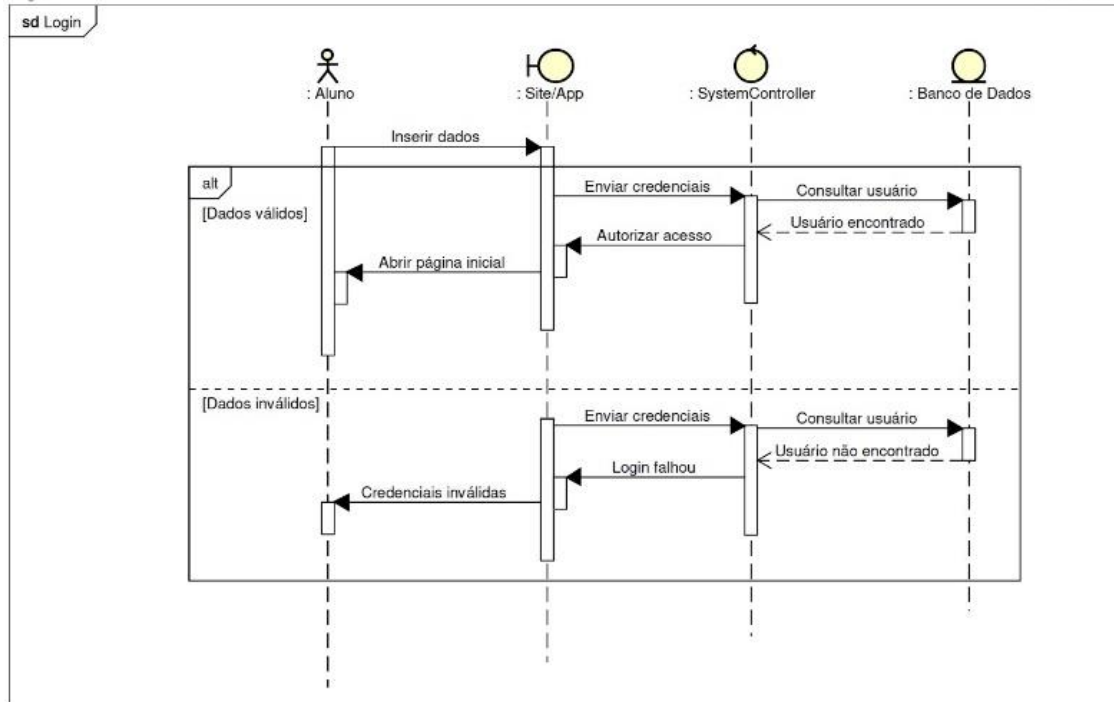 sd Login
: Aluno
: Site/App
: SystemController
: Banco de Dados
Inserir dados
alt
[Dados válidos]
Enviar credenciais
Consultar usuário
Usuário encontrado
Autorizar acesso
Abrir página inicial
[Dados inválidos]
Enviar credenciais
Consultar usuário
Usuário não encontrado
Login falhou
Credenciais inválidas